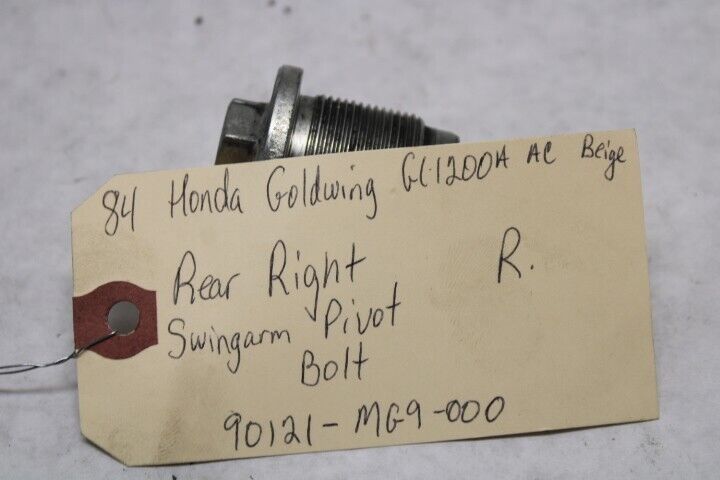 84 Honda Goldwing GL1200A AC Beige
Rear Right R.
Swingarm Pivot
Bolt
90121-MG9-000